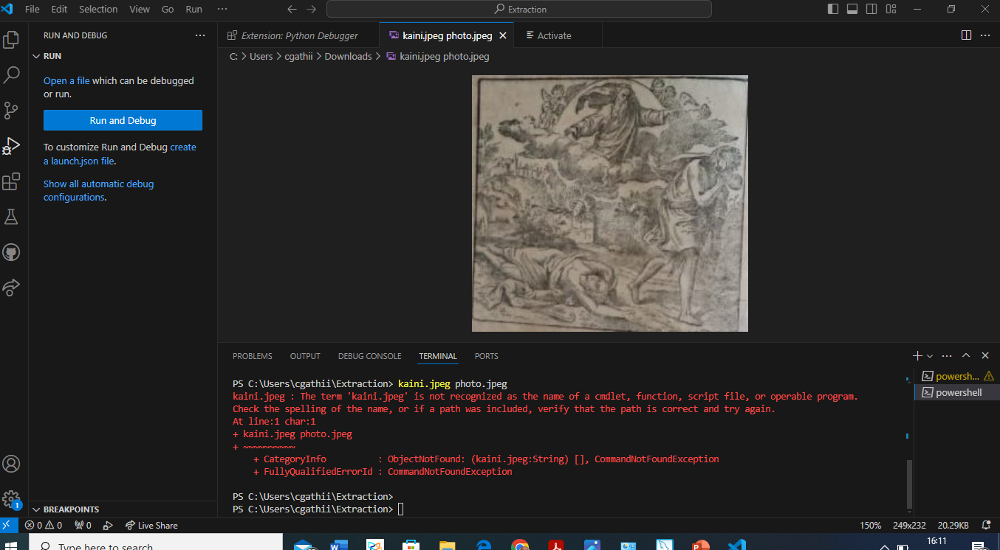 File Edit Selection View Go Run ··· Extraction
RUN AND DEBUG ···
RUN
Open a file which can be debugged
or run.
Run and Debug
To customize Run and Debug create
a launch.json file.
Show all automatic debug
configurations.
BREAKPOINTS
Extension: Python Debugger kaini.jpeg photo.jpeg Activate ···
C: > Users > cgathii > Downloads > kaini.jpeg photo.jpeg
PROBLEMS OUTPUT DEBUG CONSOLE TERMINAL PORTS ···
PS C:\Users\cgathii\Extraction> kaini.jpeg photo.jpeg
kaini.jpeg : The term 'kaini.jpeg' is not recognized as the name of a cmdlet, function, script file, or operable program.
Check the spelling of the name, or if a path was included, verify that the path is correct and try again.
At line:1 char:1
+ kaini.jpeg photo.jpeg
+ ~~~~~~~~~~
+ CategoryInfo : ObjectNotFound: (kaini.jpeg:String) [], CommandNotFoundException
+ FullyQualifiedErrorId : CommandNotFoundException
PS C:\Users\cgathii\Extraction>
PS C:\Users\cgathii\Extraction>
powersh...
powershell
1
0 0 0 Live Share 150% 249x232 20.29KB
Type here to search 16:11